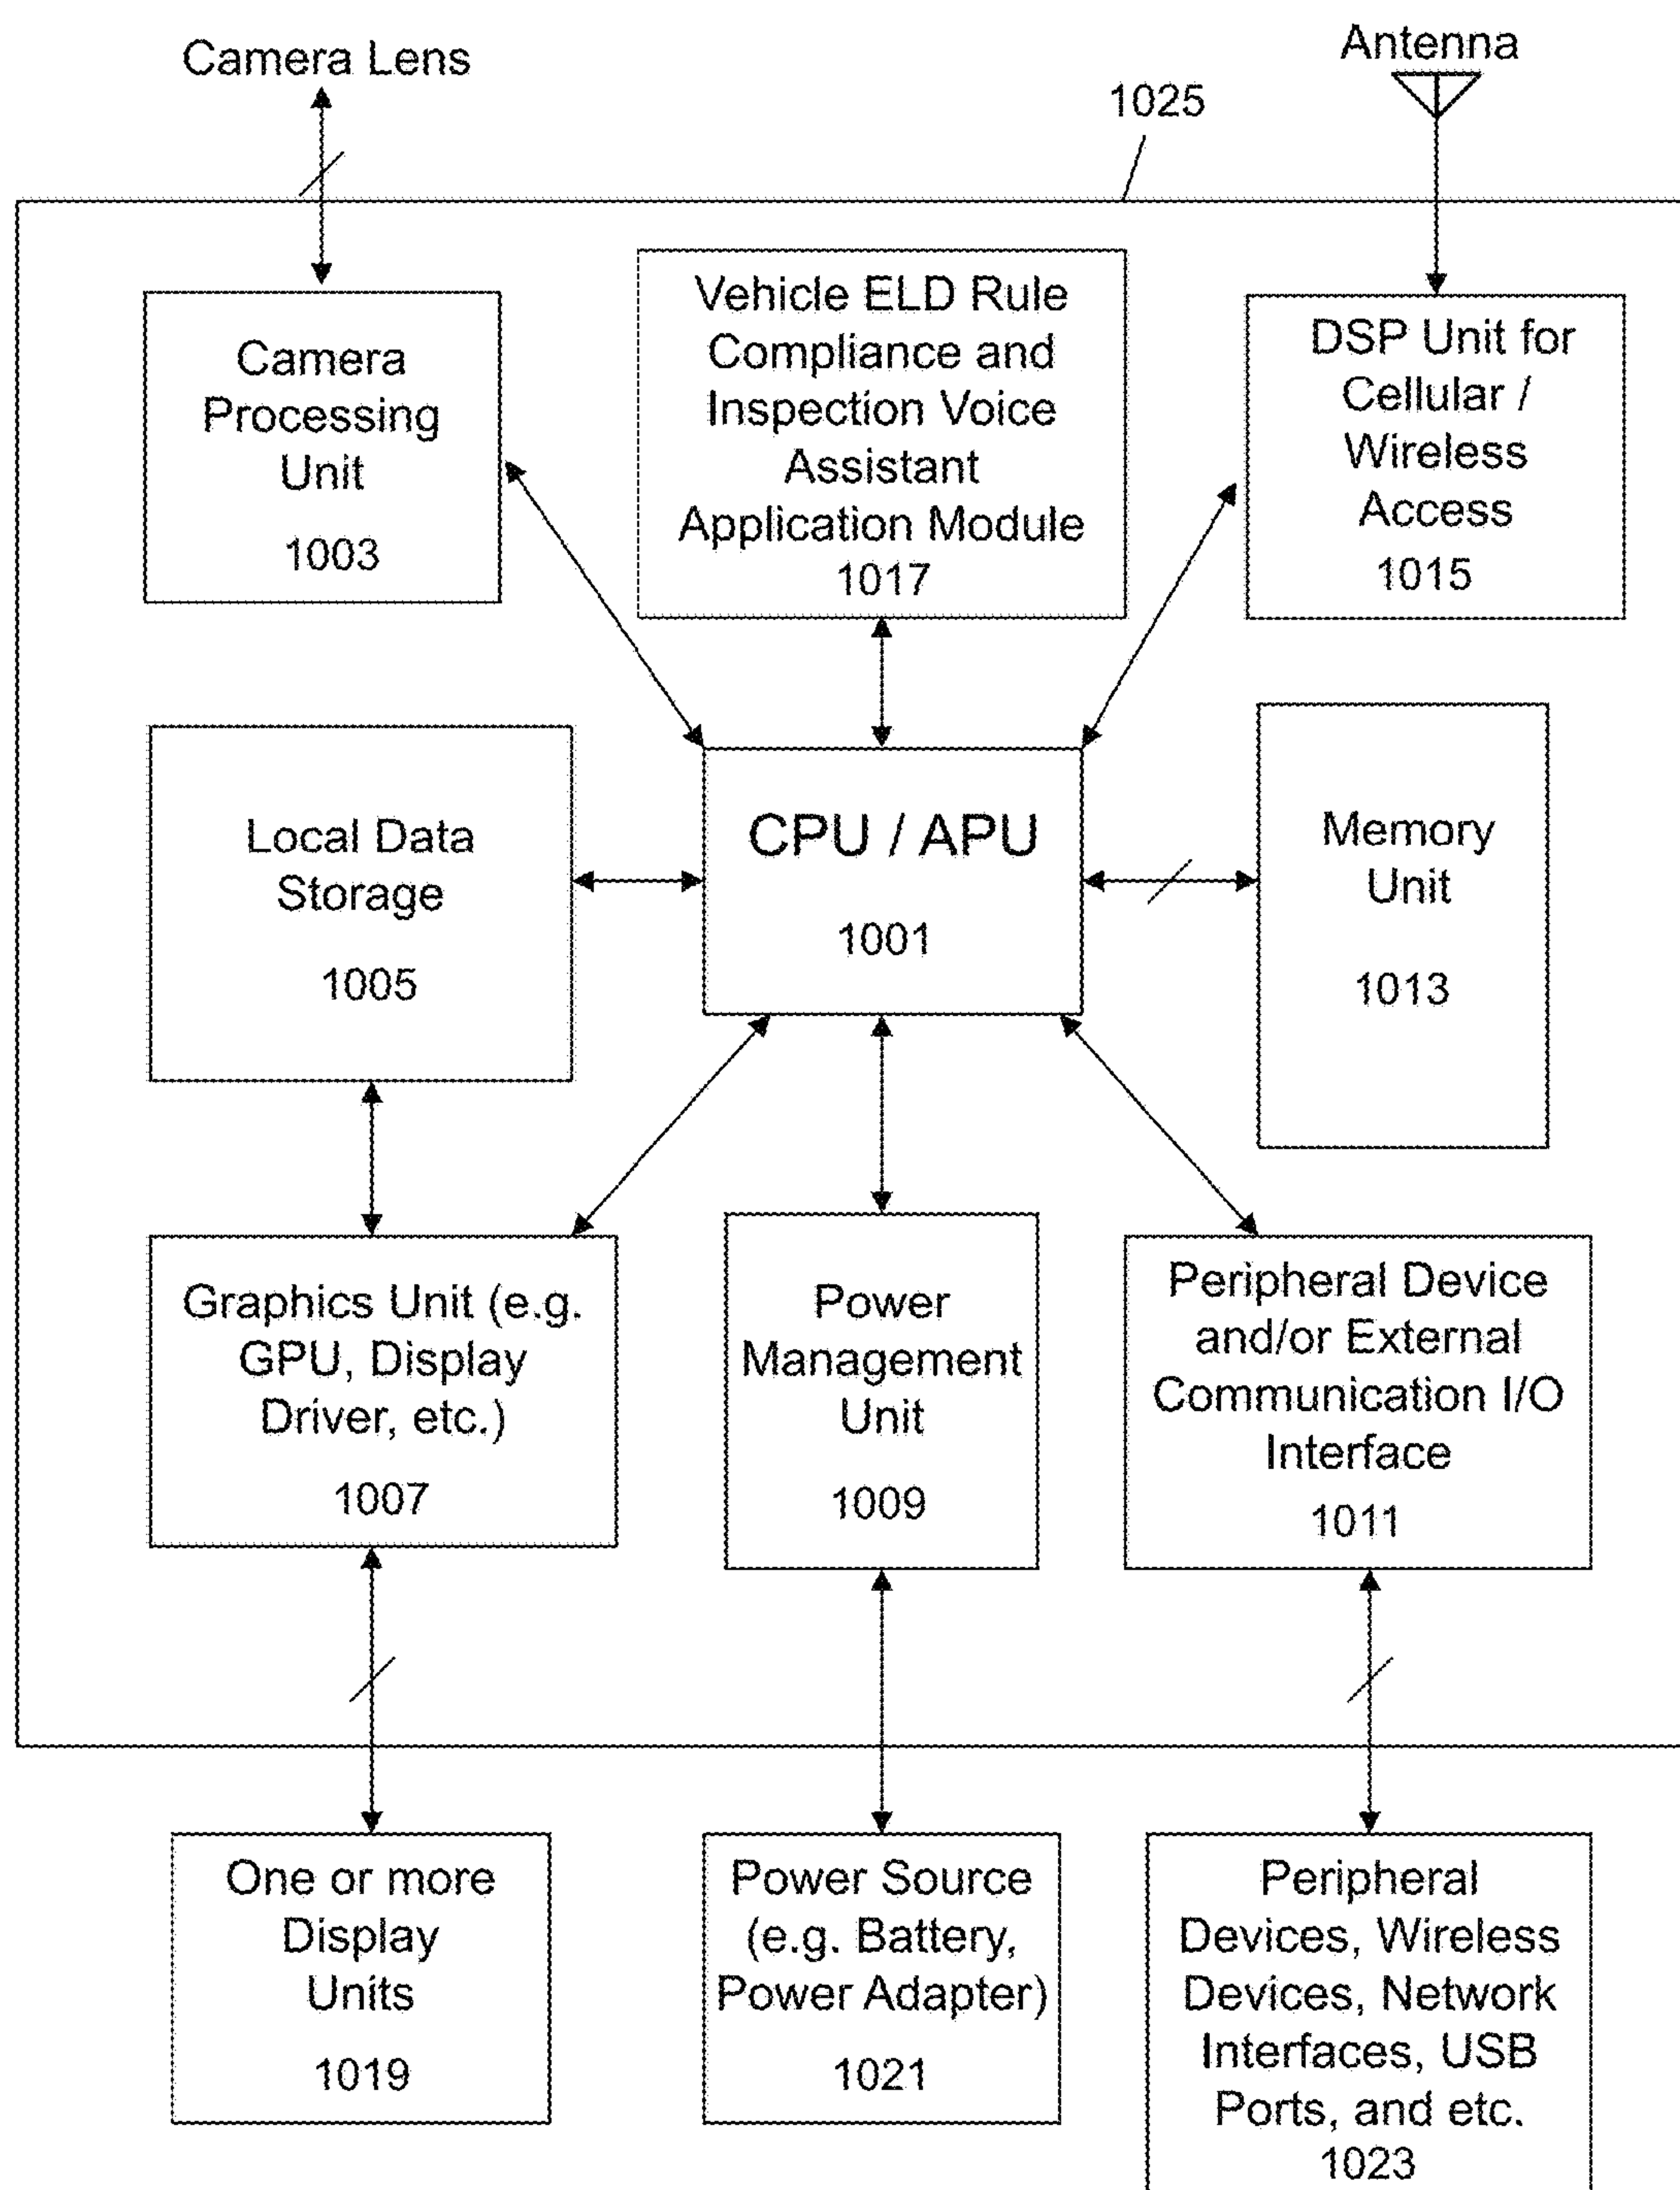 Camera Lens
Antenna
1025
Camera
Processing
Unit
1003
Vehicle ELD Rule
Compliance and
Inspection Voice
Assistant
Application Module
1017
DSP Unit for
Cellular /
Wireless
Access
1015
Local Data
Storage
1005
CPU / APU
1001
Memory
Unit
1013
Graphics Unit (e.g.
GPU, Display
Driver, etc.)
1007
Power
Management
Unit
1009
Peripheral Device
and/or External
Communication I/O
Interface
1011
One or more
Display
Units
1019
Power Source
(e.g. Battery,
Power Adapter)
1021
Peripheral
Devices, Wireless
Devices, Network
Interfaces, USB
Ports, and etc.
1023